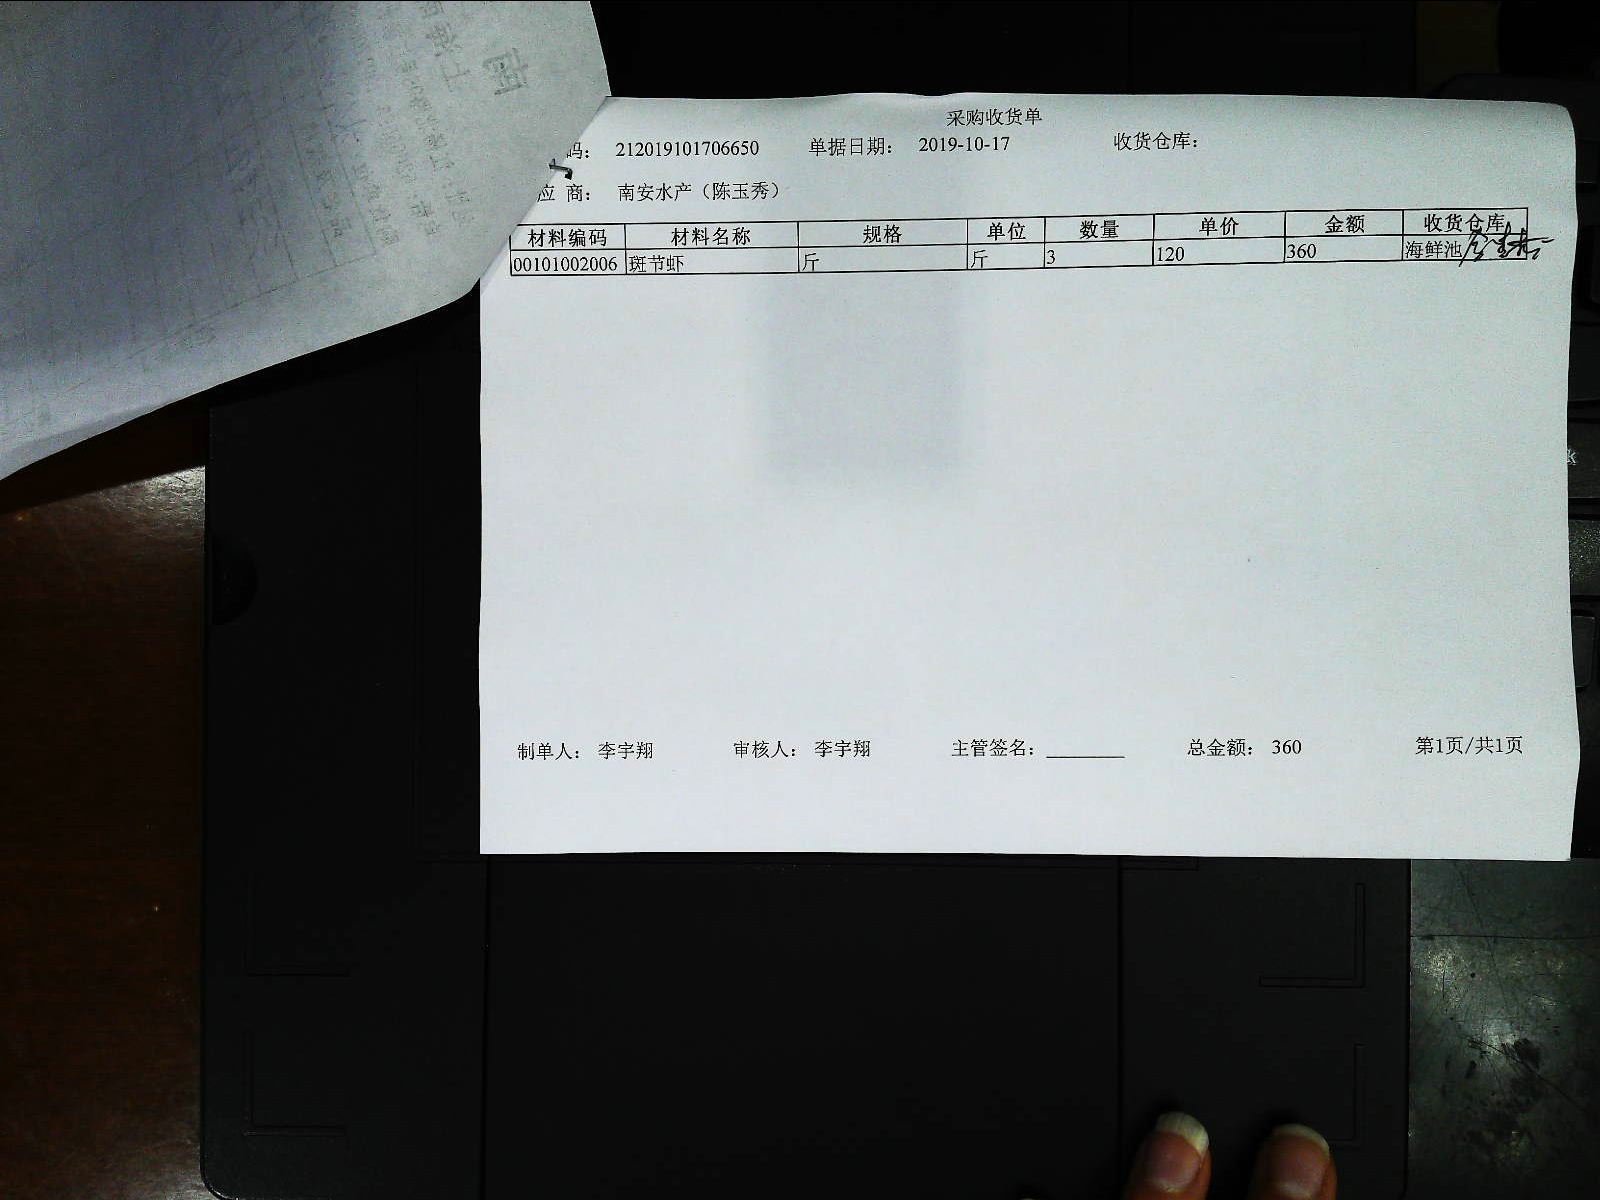 采购收货单
码： 212019101706650 单据日期： 2019-10-17 收货仓库：
应 商： 南安水产（陈玉秀）
材料编码 材料名称 规格 单位 数量 单价 金额 收货仓库
00101002006 斑节虾 斤 斤 3 120 360 海鲜池
制单人： 李宇翔 审核人： 李宇翔 主管签名： 总金额： 360 第1页/共1页